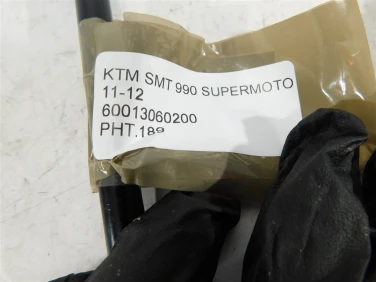 KTM SMT 990 SUPERMOTO
11-12
60013060200
PHT.189